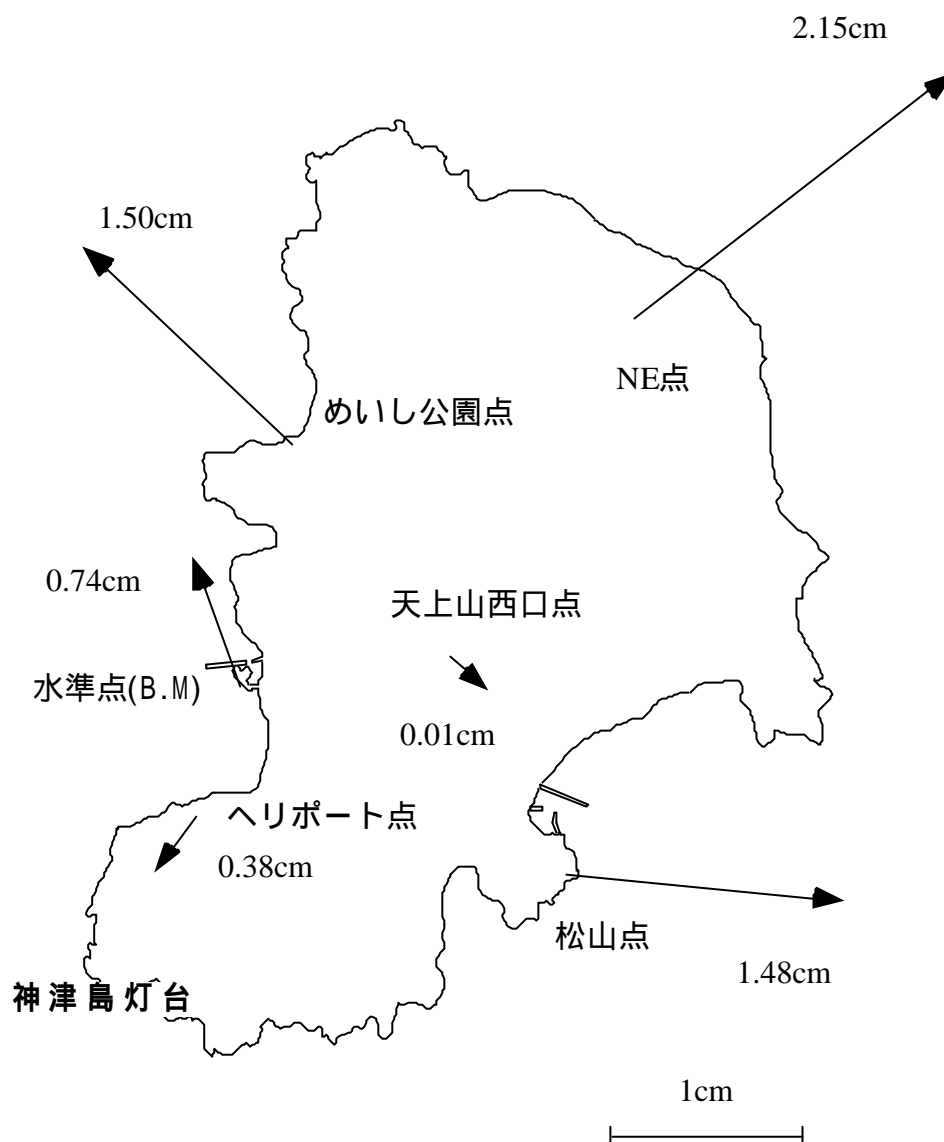 2.15cm
1.50cm
NE点
めいし公園点
0.74cm
天上山西口点
水準点(B.M)
0.01cm
ヘリポート点
0.38cm
松山点
1.48cm
神津島灯台
1cm